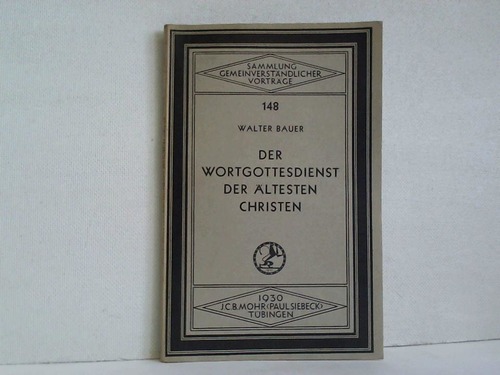 SAMMLUNG
GEMEINVERSTÄNDLICHER
VORTRÄGE
148
WALTER BAUER
DER
WORTGOTTESDIENST
DER ÄLTESTEN
CHRISTEN
1930
J.C.B.MOHR(PAUL SIEBECK)
TÜBINGEN